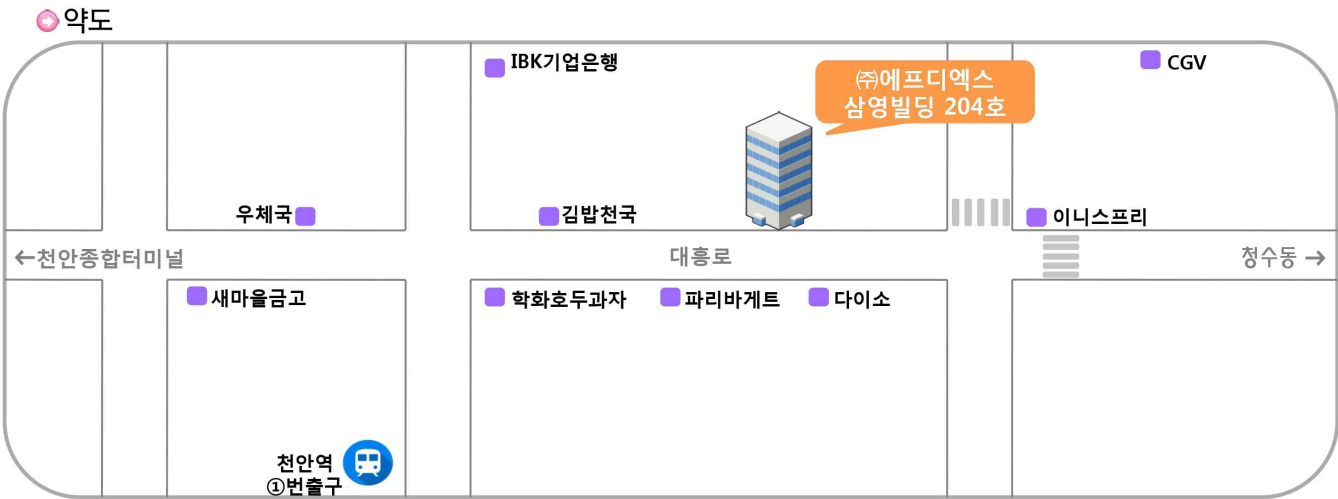 약도
IBK기업은행
CGV
㈜에프디엑스
삼영빌딩 204호
우체국
김밥천국
이니스프리
←천안종합터미널
대흥로
청수동 →
새마을금고
학화호두과자
파리바게트
다이소
천안역
①번출구